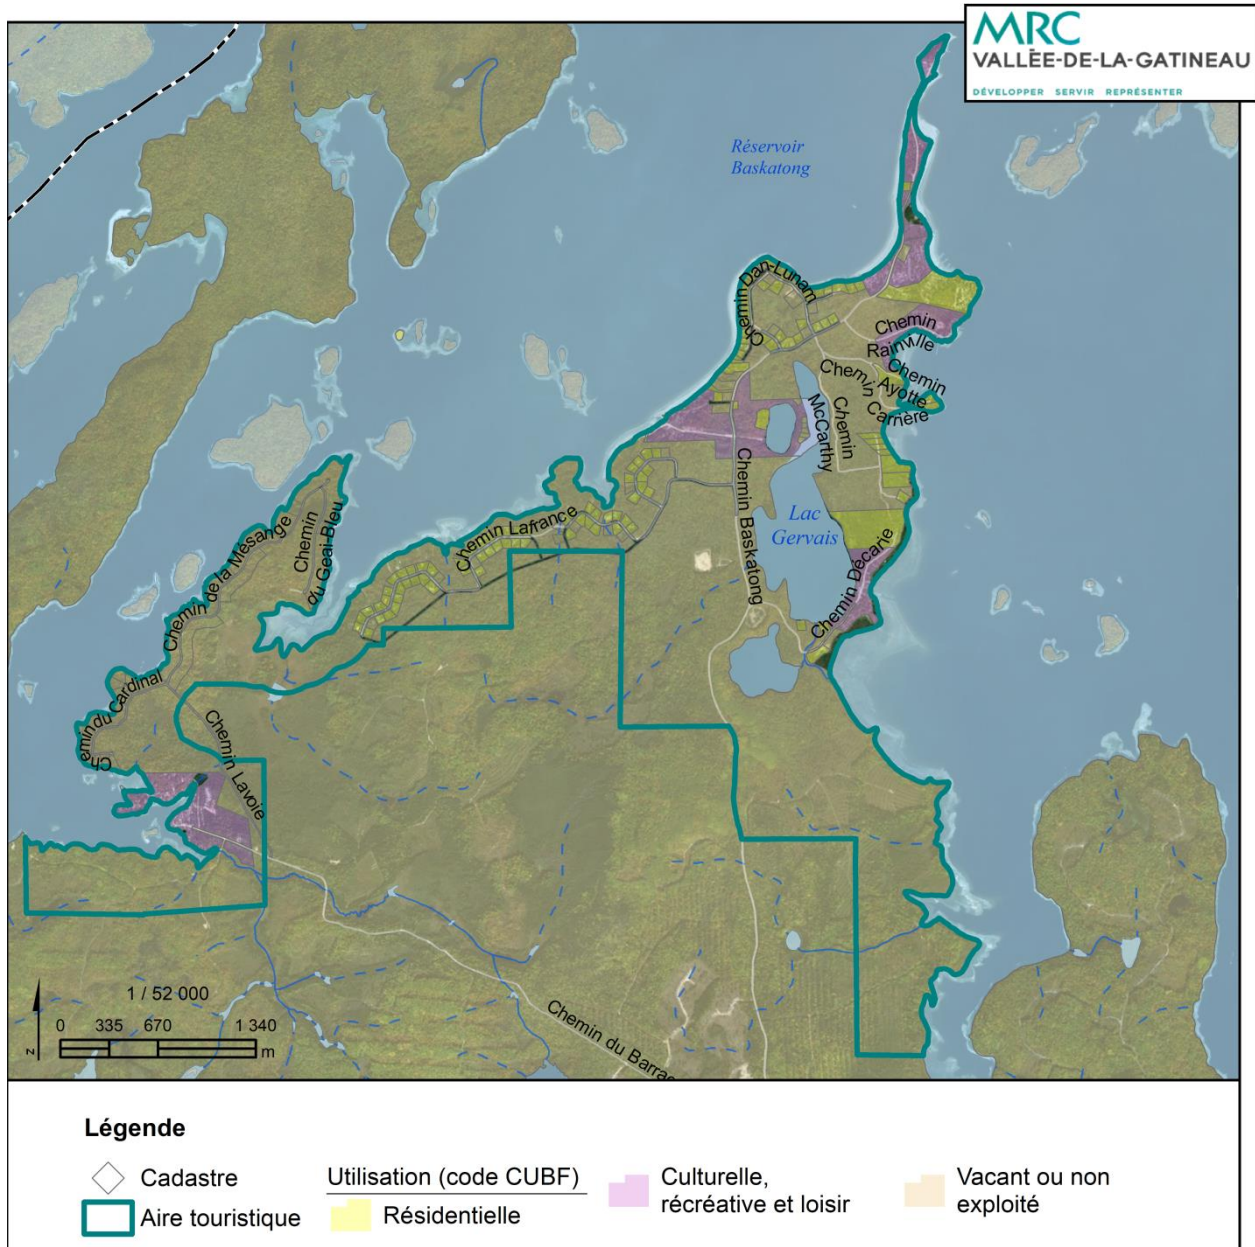 MRC
VALLÉE-DE-LA-GATINEAU
DÉVELOPPER SERVIR REPRÉSENTER
Réservoir
Baskatong
Chemin Dan-Lunam
Chemin
Rainville
Chemin
Ayotte
Chemin Carrière
Chemin
McCarthy
Chemin Baskatong
Lac
Gervais
Chemin Décarie
Chemin Lafrance
Chemin de la Mésange
Chemin
du Geai-Bleu
Chemin du Cardinal
Chemin Lavoie
Chemin du Barrag
1 / 52 000
0 335 670 1 340
m
N
Légende
Cadastre
Aire touristique
Utilisation (code CUBF)
Résidentielle
Culturelle,
récréative et loisir
Vacant ou non
exploité